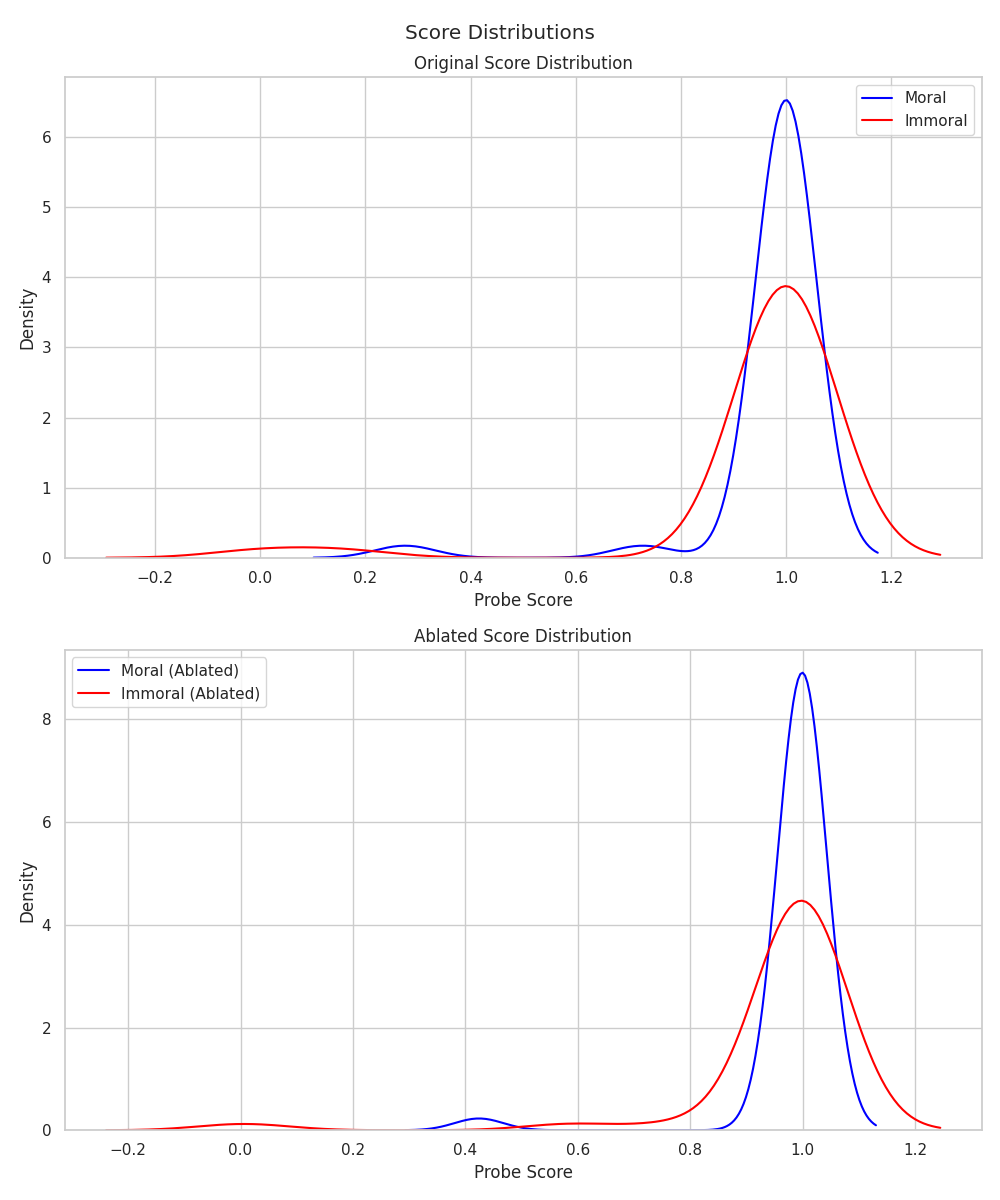 Score Distributions
Original Score Distribution
Moral
Immoral
6
5
4
3
2
1
0
Density
−0.2 0.0 0.2 0.4 0.6 0.8 1.0 1.2
Probe Score
Ablated Score Distribution
Moral (Ablated)
Immoral (Ablated)
8
6
4
2
0
Density
−0.2 0.0 0.2 0.4 0.6 0.8 1.0 1.2
Probe Score